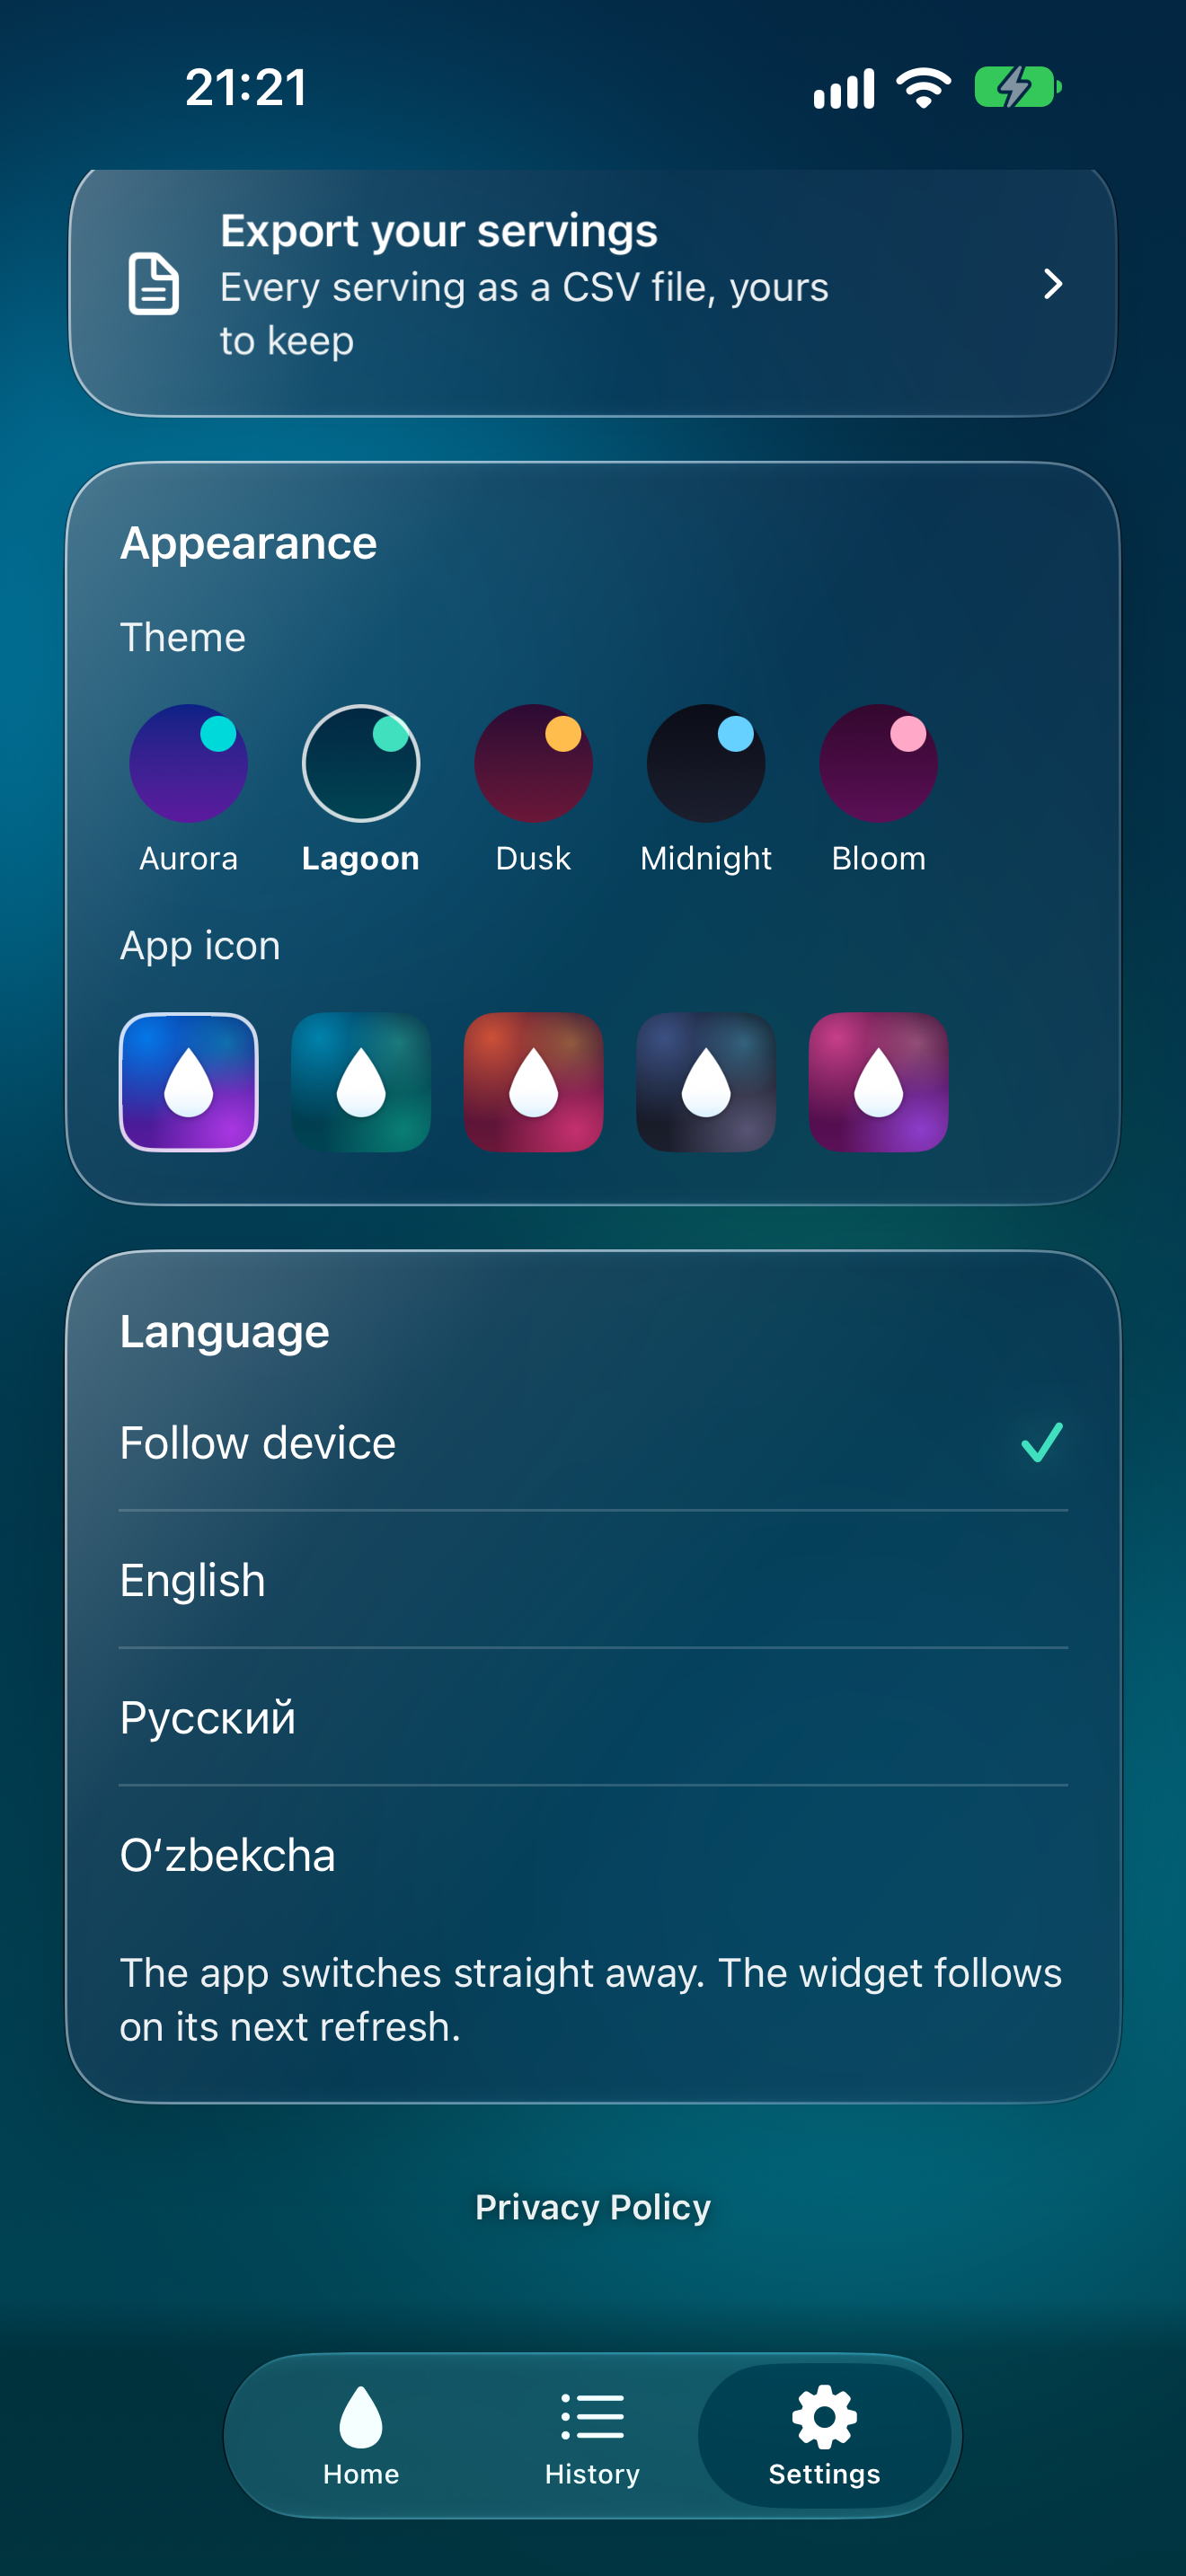 21:21
Export your servings
Every serving as a CSV file, yours
to keep
Appearance
Theme
Aurora
Lagoon
Dusk
Midnight
Bloom
App icon
Language
Follow device
English
Русский
Oʻzbekcha
The app switches straight away. The widget follows
on its next refresh.
Privacy Policy
Home
History
Settings